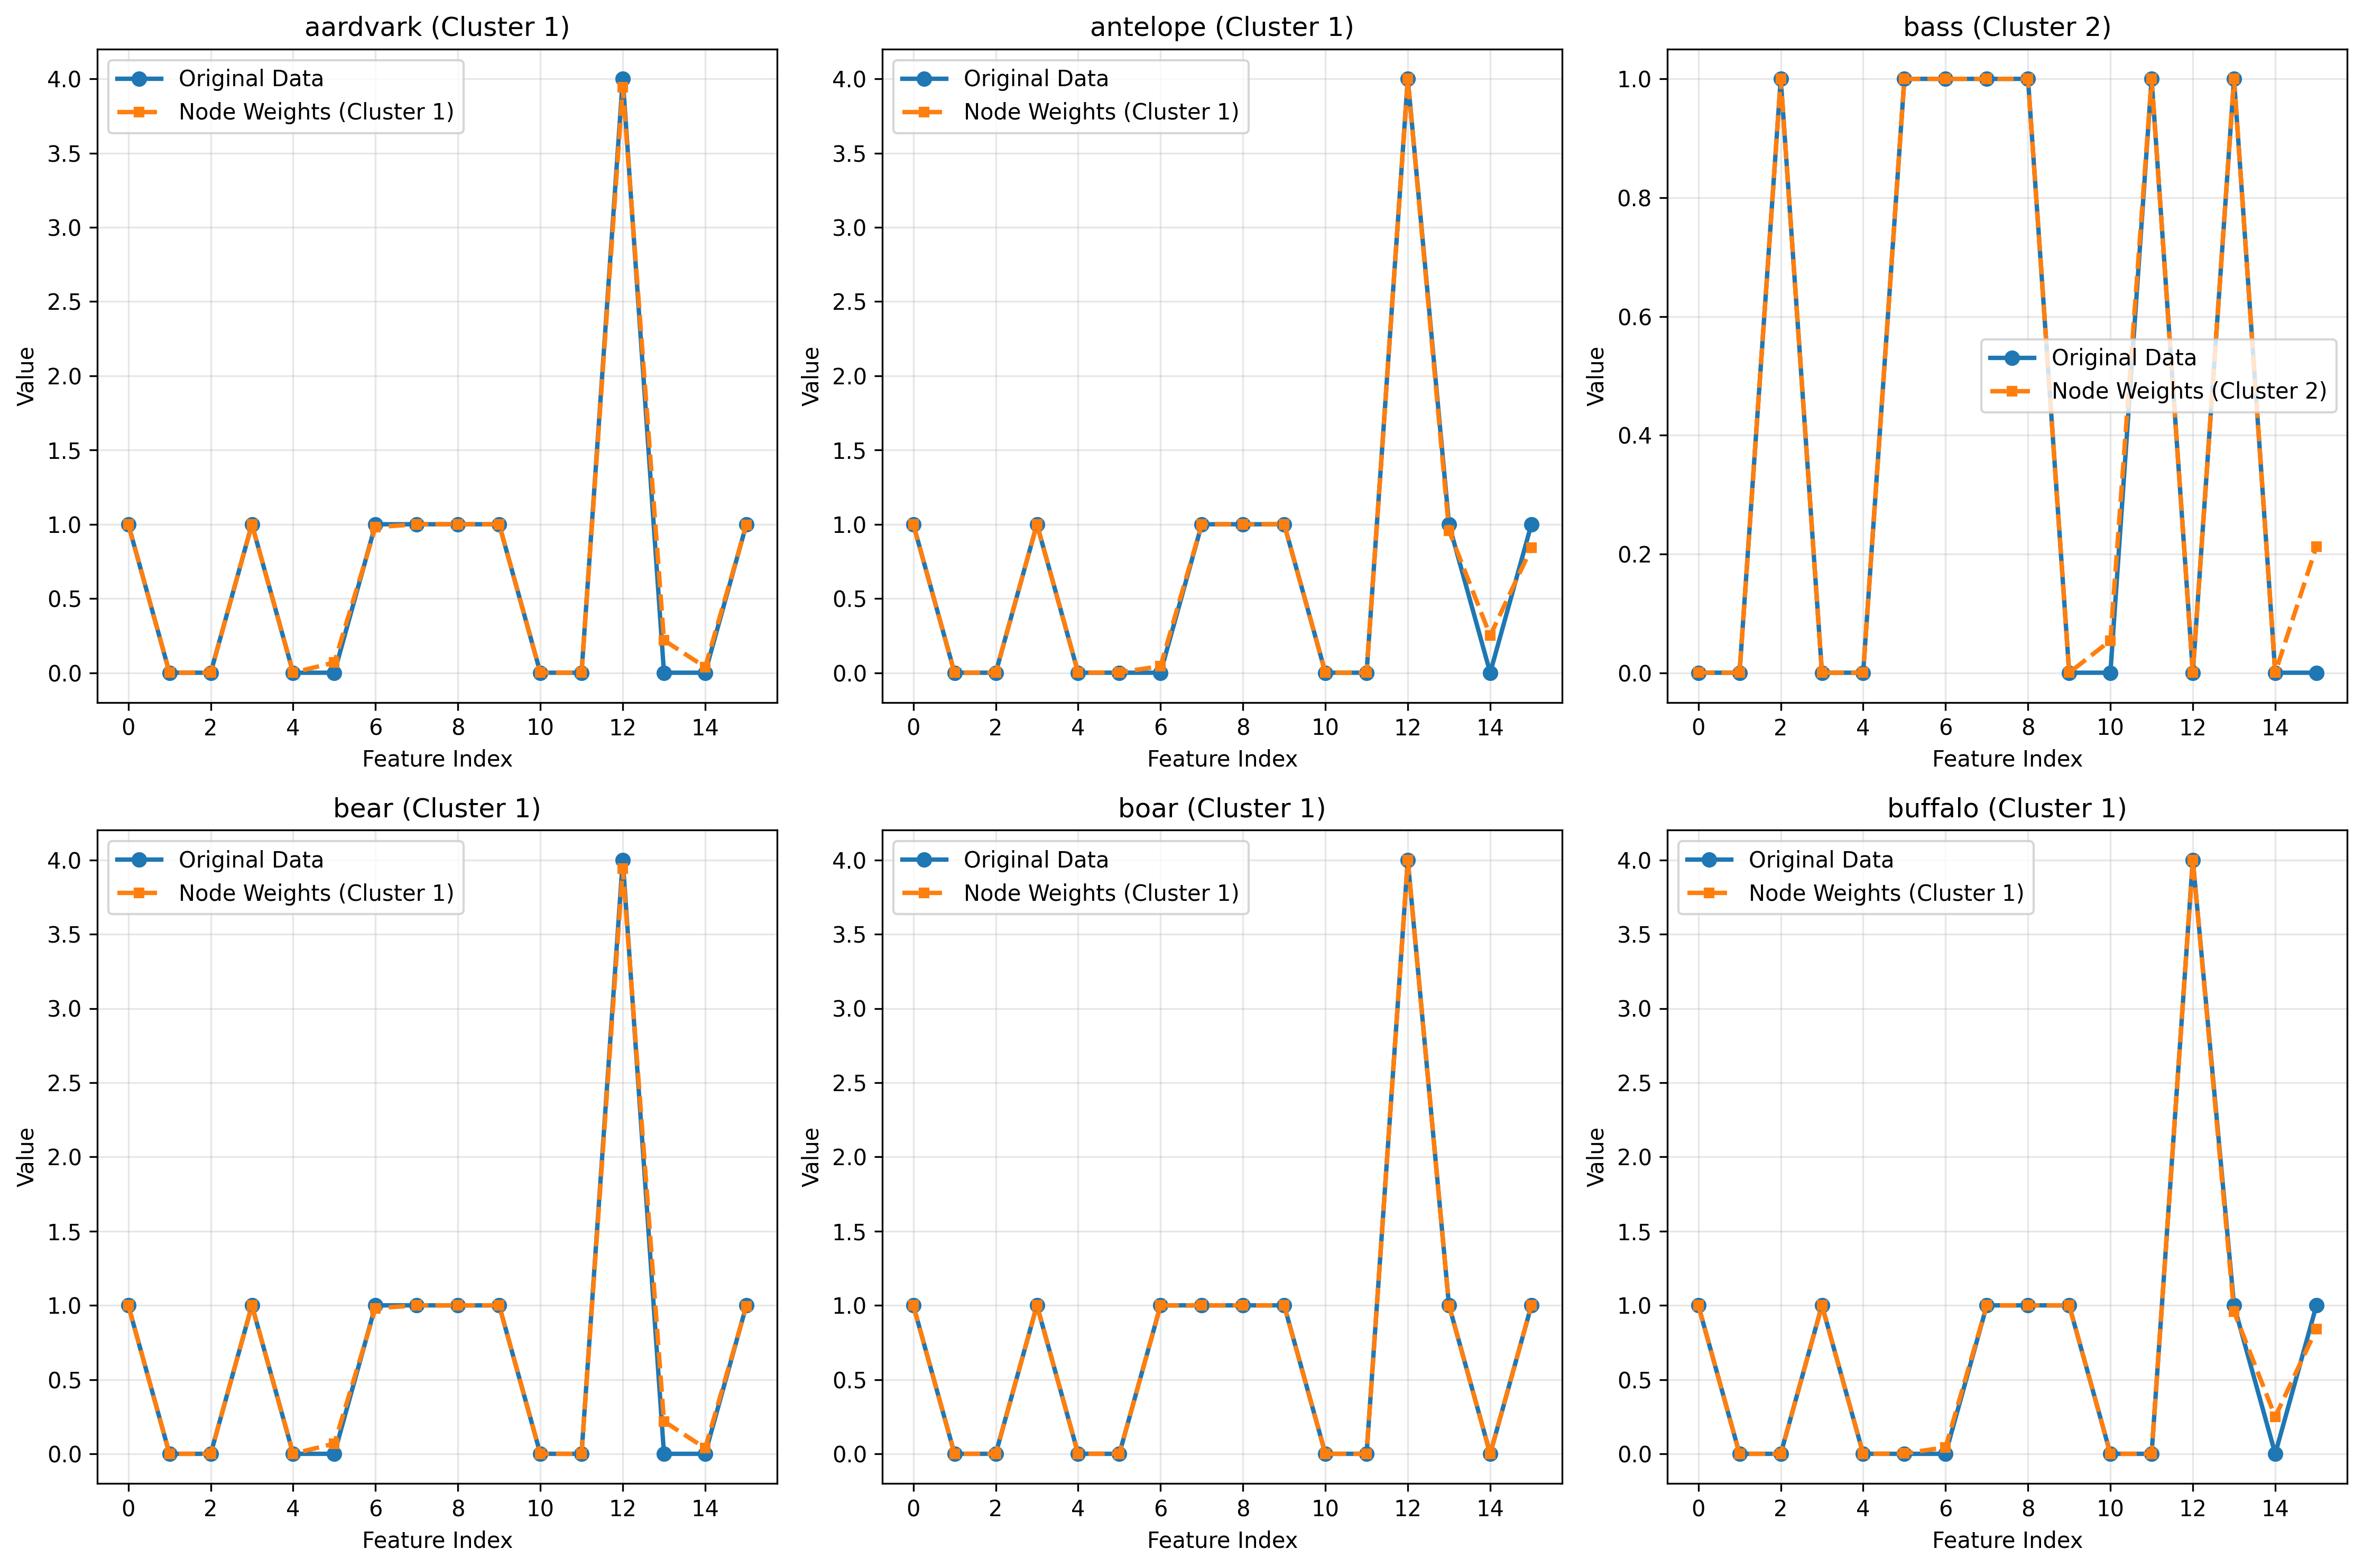 aardvark (Cluster 1)
Original Data
Node Weights (Cluster 1)
4.0
3.5
3.0
2.5
2.0
1.5
1.0
0.5
0.0
Value
0 2 4 6 8 10 12 14
Feature Index
antelope (Cluster 1)
Original Data
Node Weights (Cluster 1)
4.0
3.5
3.0
2.5
2.0
1.5
1.0
0.5
0.0
Value
0 2 4 6 8 10 12 14
Feature Index
bass (Cluster 2)
Original Data
Node Weights (Cluster 2)
1.0
0.8
0.6
0.4
0.2
0.0
Value
0 2 4 6 8 10 12 14
Feature Index
bear (Cluster 1)
Original Data
Node Weights (Cluster 1)
4.0
3.5
3.0
2.5
2.0
1.5
1.0
0.5
0.0
Value
0 2 4 6 8 10 12 14
Feature Index
boar (Cluster 1)
Original Data
Node Weights (Cluster 1)
4.0
3.5
3.0
2.5
2.0
1.5
1.0
0.5
0.0
Value
0 2 4 6 8 10 12 14
Feature Index
buffalo (Cluster 1)
Original Data
Node Weights (Cluster 1)
4.0
3.5
3.0
2.5
2.0
1.5
1.0
0.5
0.0
Value
0 2 4 6 8 10 12 14
Feature Index